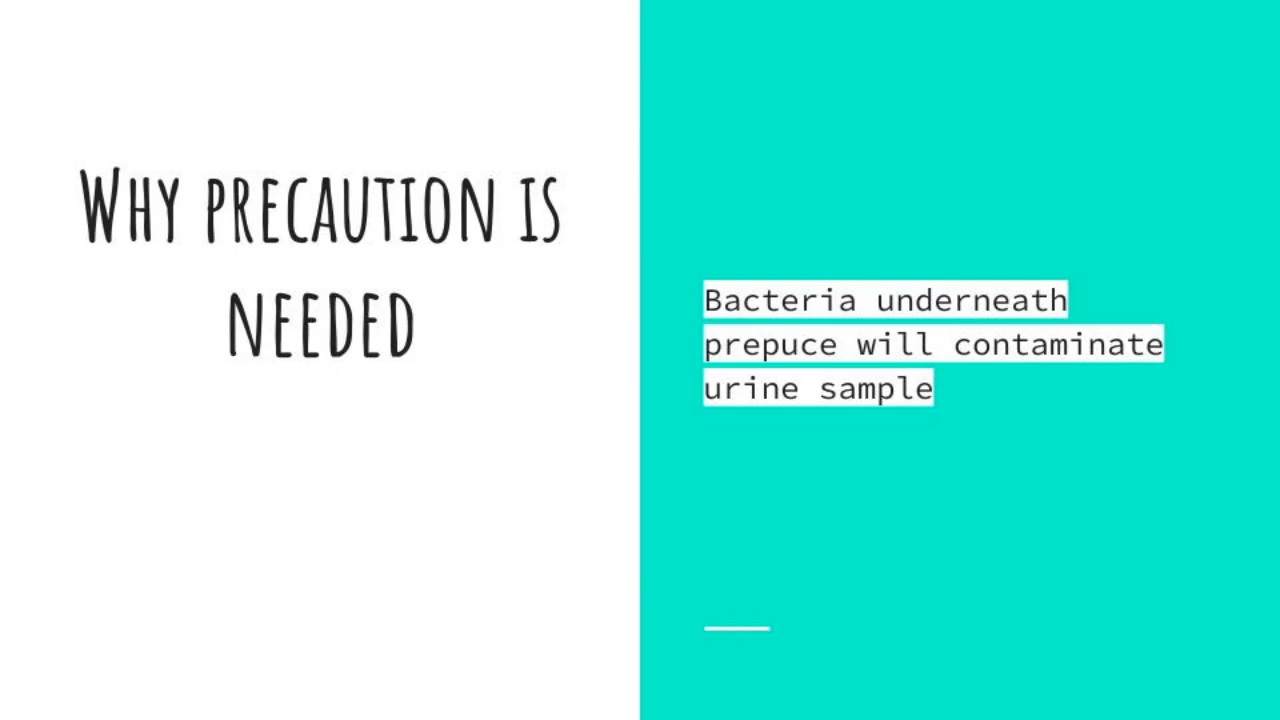 Why precaution is
needed
Bacteria underneath
prepuce will contaminate
urine sample